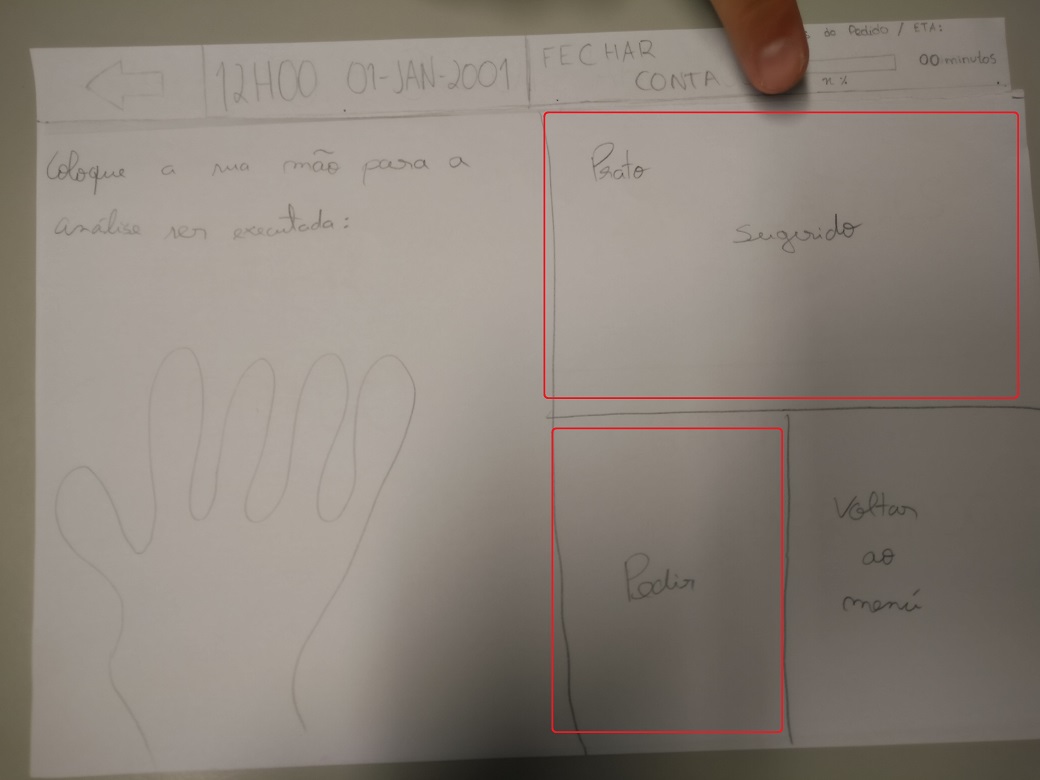 12H00 01-JAN-2001
FECHAR
CONTA
do Pedido / ETA:
00 minutos
n %
Coloque a sua mão para a
análise ser executada:
Prato
Sugerido
Pedir
Voltar
ao
menú